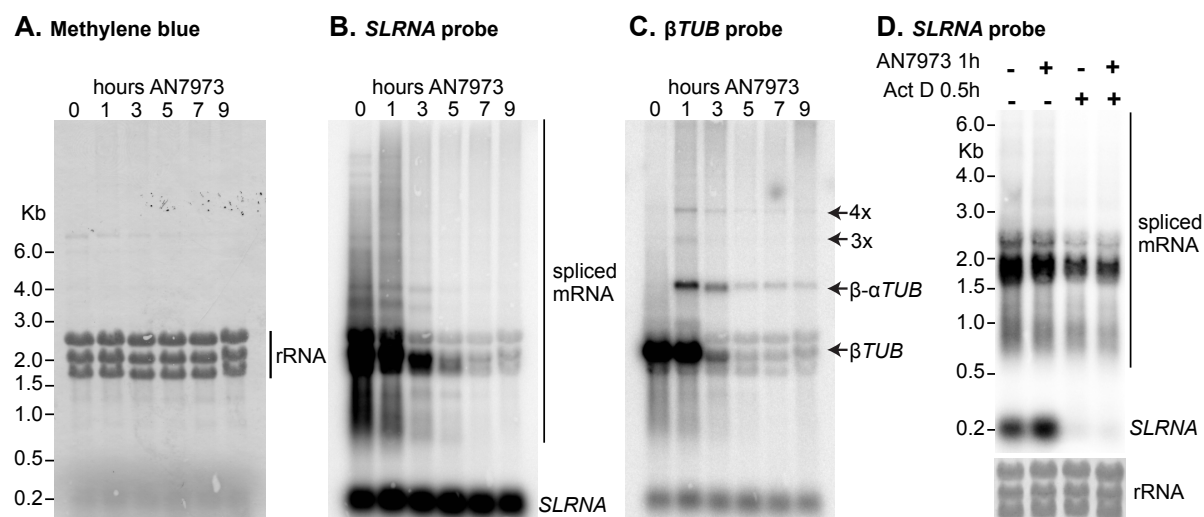 A. Methylene blue
hours AN7973
0 1 3 5 7 9
Kb
6.0
4.0
3.0
2.0
1.5
1.0
0.5
0.2
rRNA
B. SLRNA probe
hours AN7973
0 1 3 5 7 9
spliced
mRNA
SLRNA
C. βTUB probe
hours AN7973
0 1 3 5 7 9
4x
3x
β-αTUB
βTUB
D. SLRNA probe
AN7973 1h - + - +
Act D 0.5h - - + +
6.0
Kb
4.0
3.0
2.0
1.5
1.0
0.5
0.2
spliced
mRNA
SLRNA
rRNA